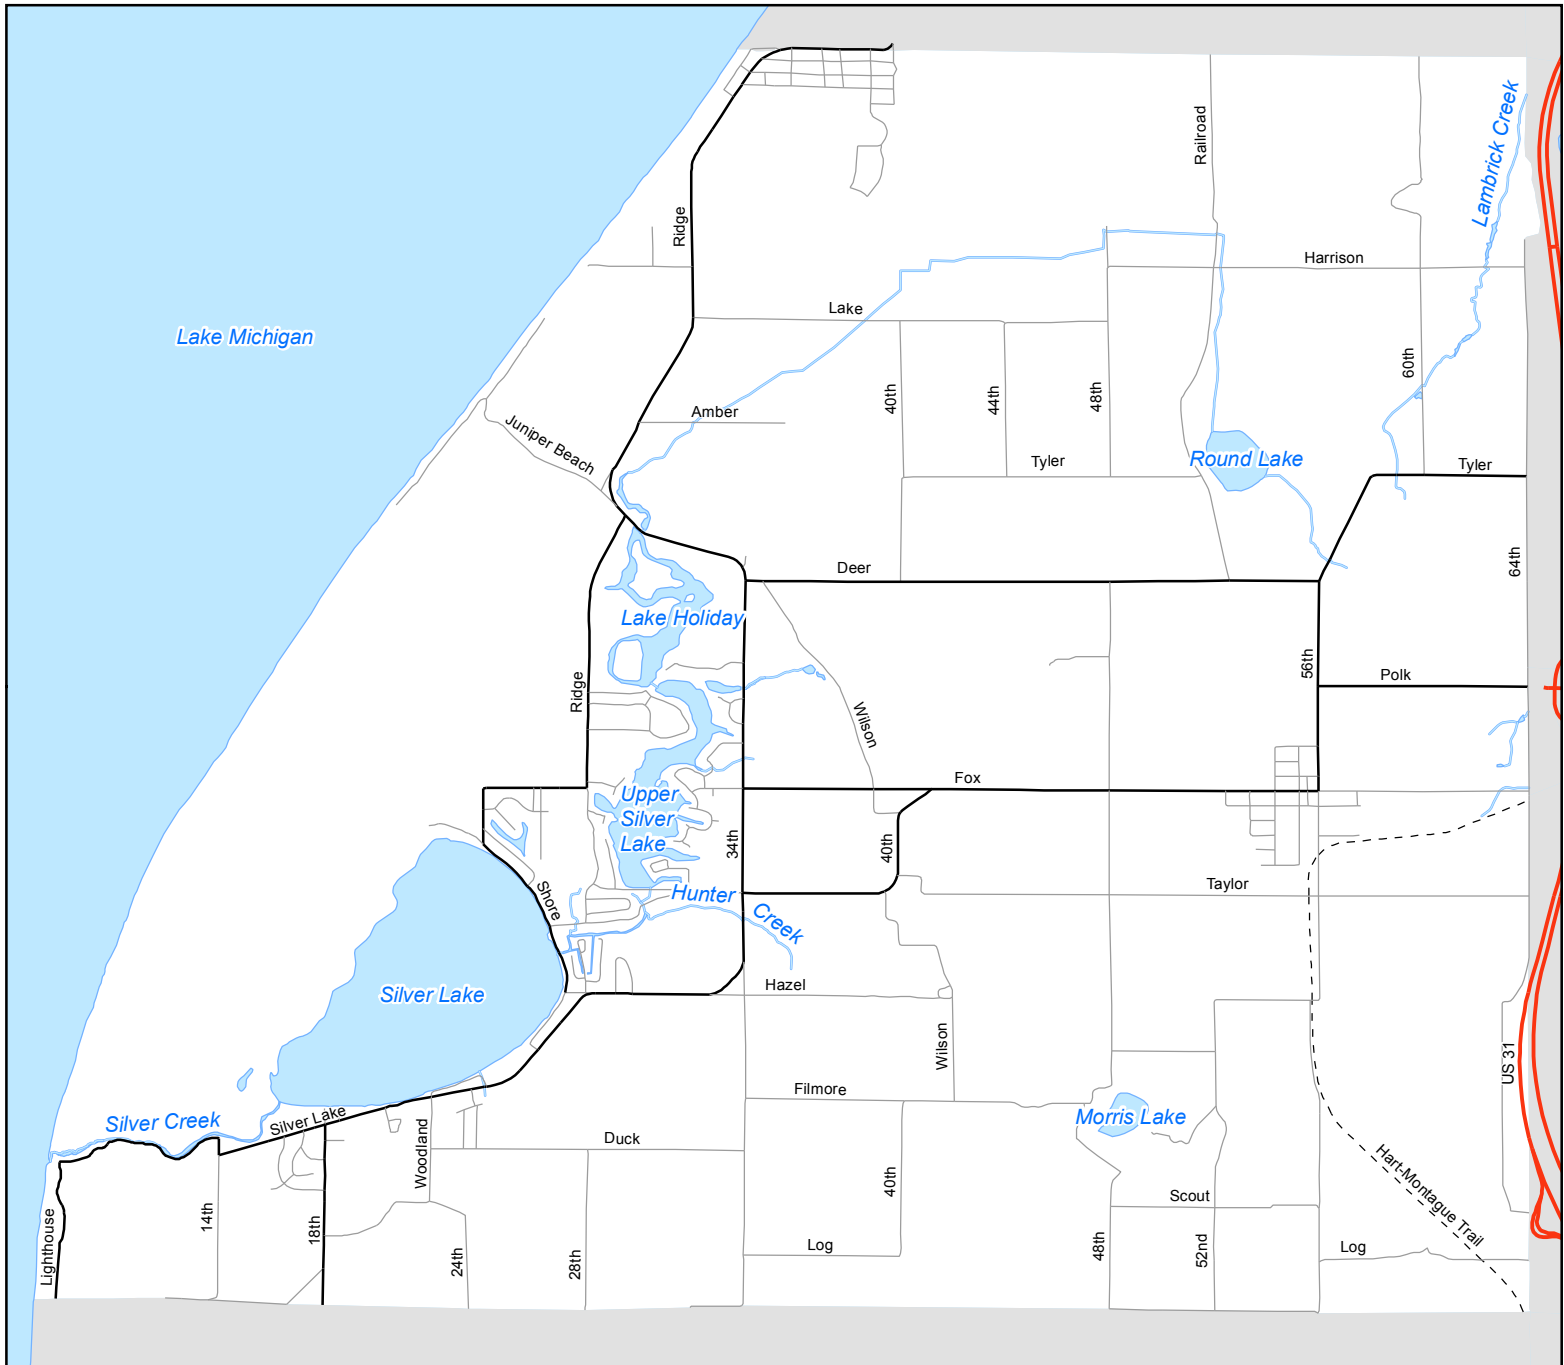 Lambrick Creek
Railroad
Ridge
Harrison
Lake
Lake Michigan
60th
40th
44th
48th
Amber
Juniper Beach
Tyler
Round Lake
Tyler
Deer
64th
Lake Holiday
56th
Polk
Ridge
Wilson
Fox
Upper
Silver
Lake
34th
40th
Shore
Hunter
Creek
Taylor
Silver Lake
Hazel
Wilson
US 31
Filmore
Silver Creek
Silver Lake
Morris Lake
Woodland
Duck
Hart-Montague Trail
40th
Scout
14th
18th
Lighthouse
24th
28th
Log
48th
52nd
Log